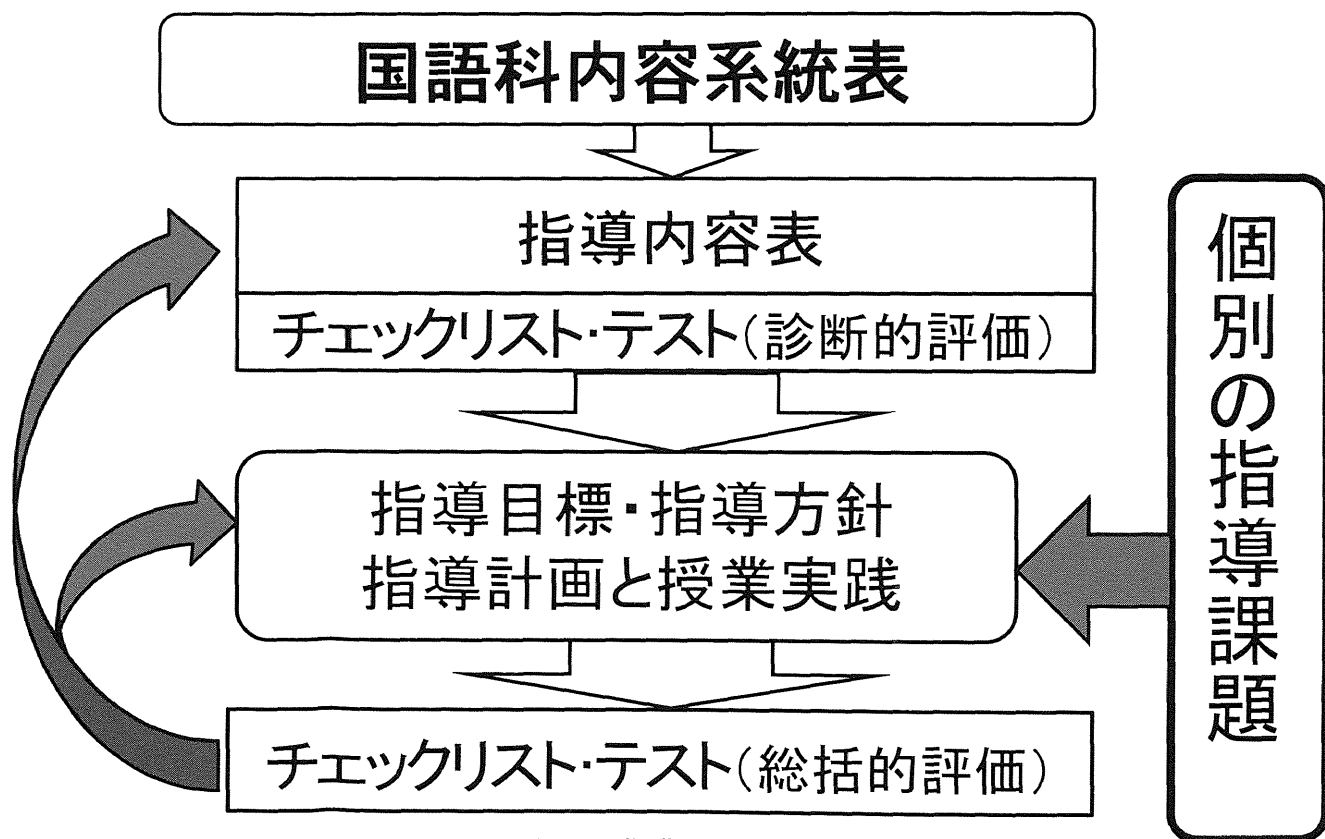 国語科内容系統表
指導内容表
チェックリスト・テスト(診断的評価)
指導目標・指導方針
指導計画と授業実践
チェックリスト・テスト(総括的評価)
個別の指導課題